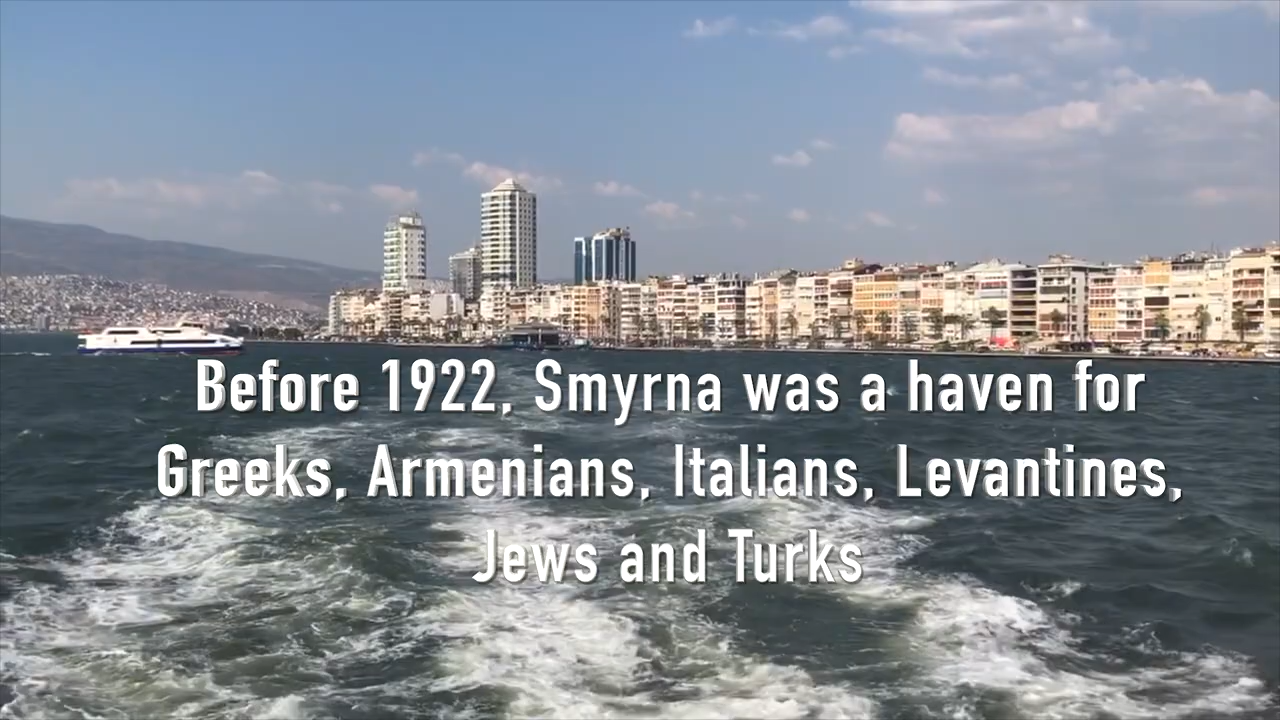 Before 1922, Smyrna was a haven for
Greeks, Armenians, Italians, Levantines,
Jews and Turks